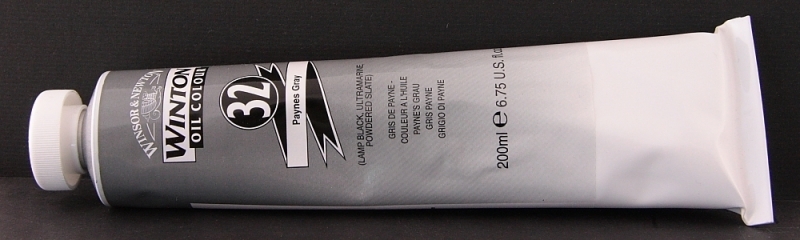 WINSOR & NEWTON
WINTON
OIL COLOUR
32
Paynes Gray
(LAMP BLACK, ULTRAMARINE,
POWDERED SLATE)
GRIS DE PAYNE -
COULEUR A L'HUILE
PAYNE'S GRAU
GRIS PAYNE
GRIGIO DI PAYNE
200ml e 6.75 U.S. fl.o